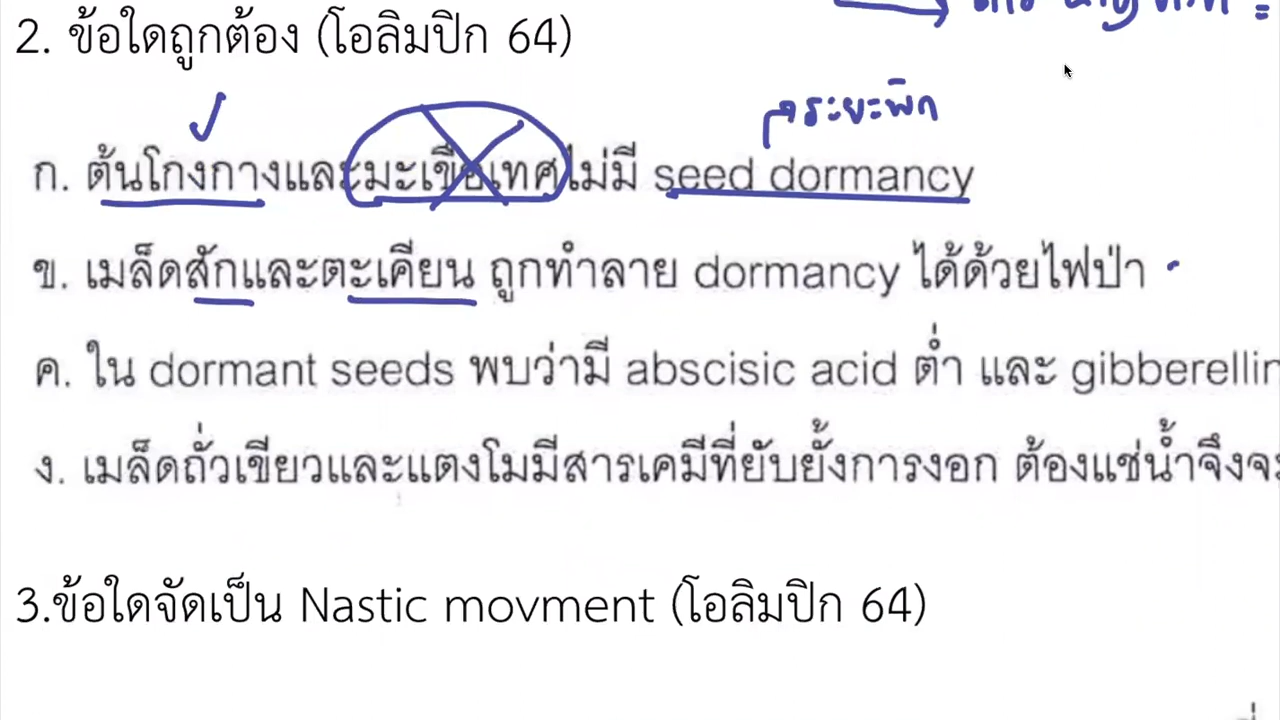 2. ข้อใดถูกต้อง (โอลิมปิก 64)
ระยะพัก
ก. ต้นโกงกางและมะเขือเทศไม่มี seed dormancy
ข. เมล็ดสักและตะเคียน ถูกทำลาย dormancy ได้ด้วยไฟป่า
ค. ใน dormant seeds พบว่ามี abscisic acid ต่ำ และ gibberellin
ง. เมล็ดถั่วเขียวและแตงโมมีสารเคมีที่ยับยั้งการงอก ต้องแช่น้ำจึงจะ
3.ข้อใดจัดเป็น Nastic movment (โอลิมปิก 64)